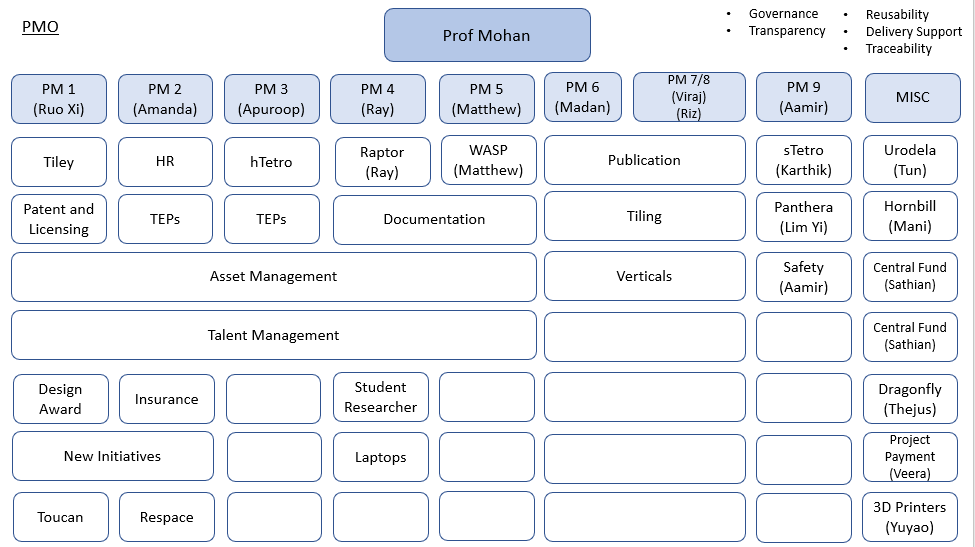 PMO
Prof Mohan
• Governance
• Transparency
• Reusability
• Delivery Support
• Traceability
PM 1
(Ruo Xi)
PM 2
(Amanda)
PM 3
(Apuroop)
PM 4
(Ray)
PM 5
(Matthew)
PM 6
(Madan)
PM 7/8
(Viraj)
(Riz)
PM 9
(Aamir)
MISC
Tiley
HR
hTetro
Raptor
(Ray)
WASP
(Matthew)
Publication
sTetro
(Karthik)
Urodela
(Tun)
Patent and
Licensing
TEPs
TEPs
Documentation
Tiling
Panthera
(Lim Yi)
Hornbill
(Mani)
Asset Management
Verticals
Safety
(Aamir)
Central Fund
(Sathian)
Talent Management
Central Fund
(Sathian)
Design
Award
Insurance
Student
Researcher
Dragonfly
(Thejus)
New Initiatives
Laptops
Project
Payment
(Veera)
Toucan
Respace
3D Printers
(Yuyao)